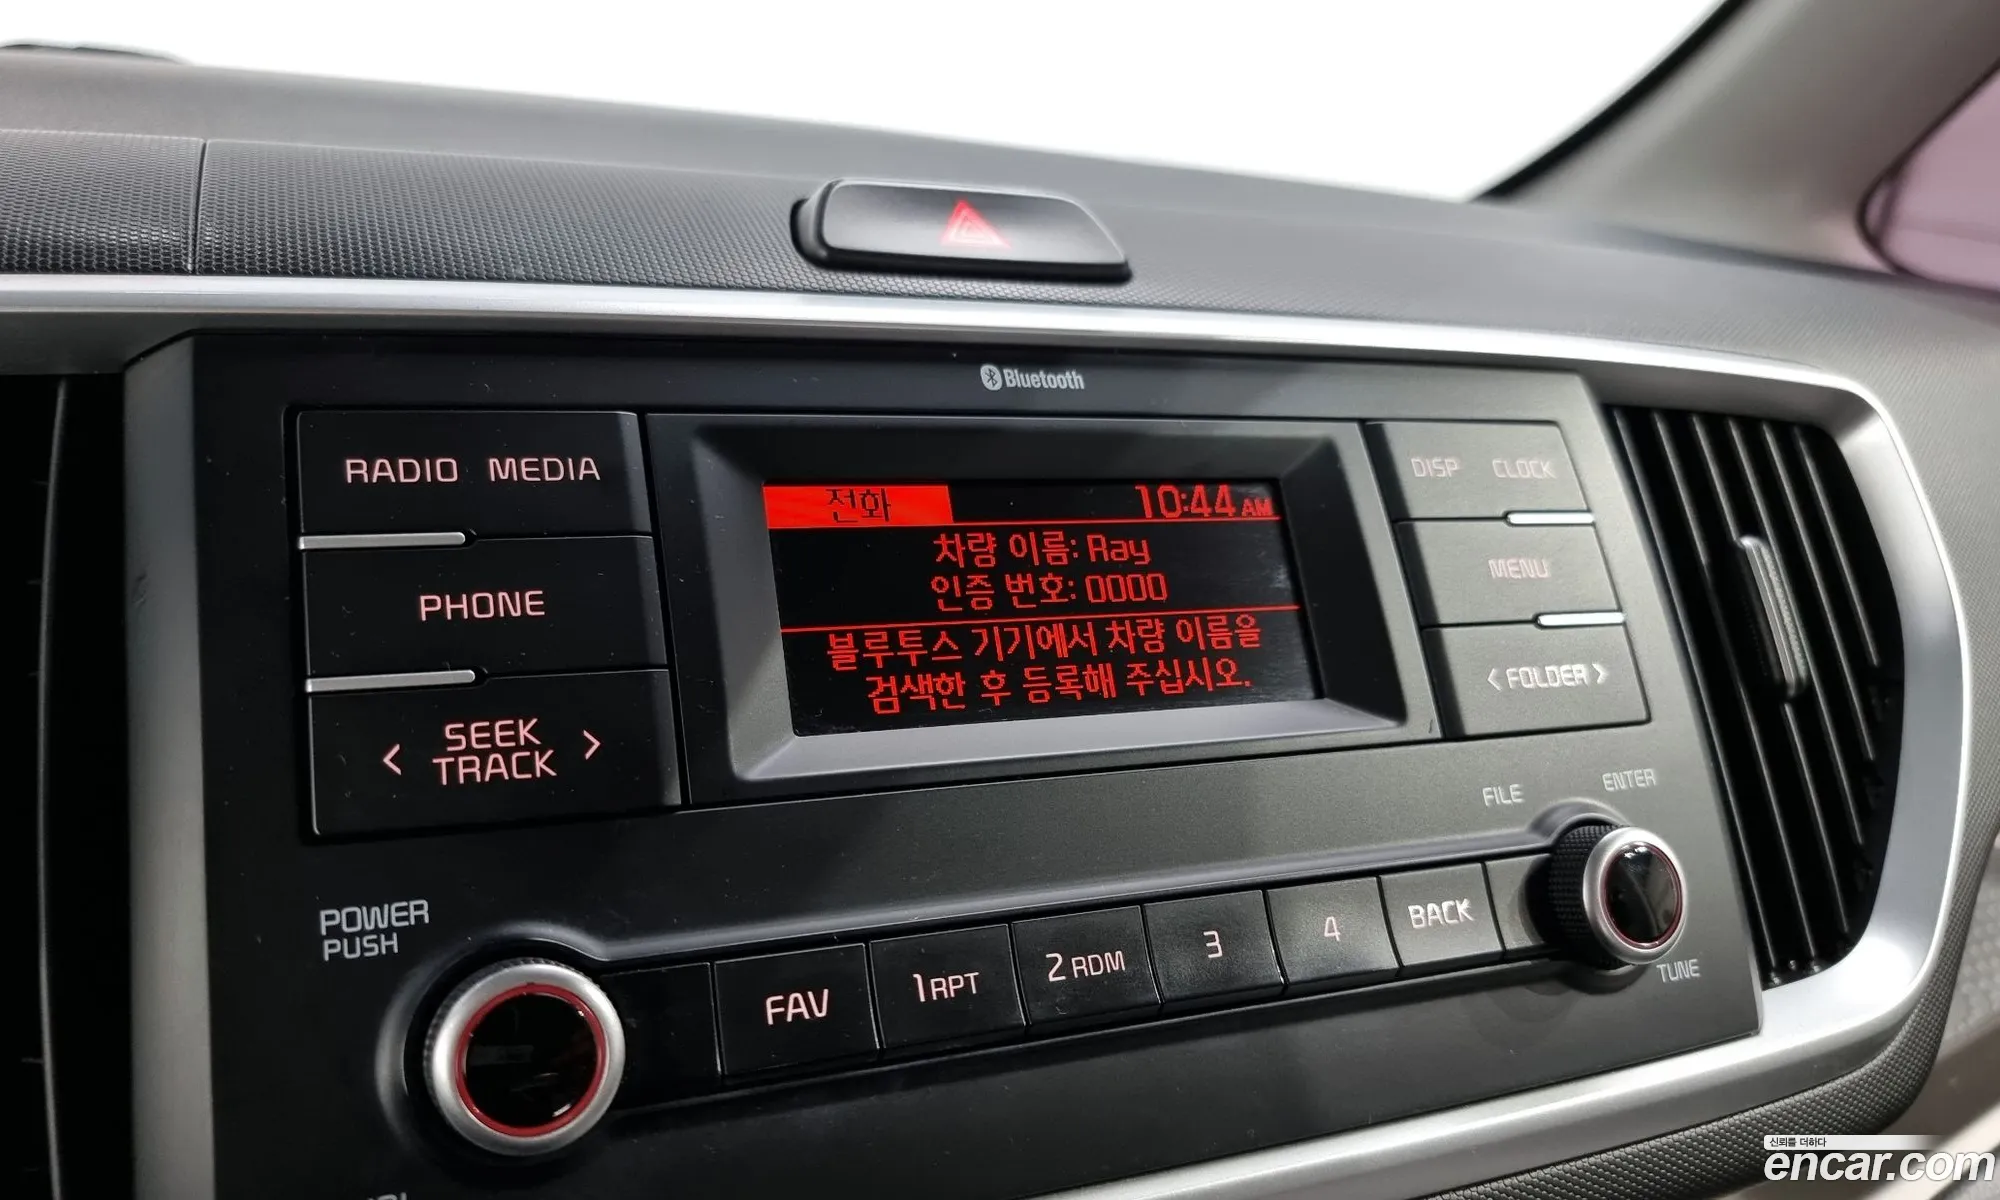 Bluetooth
RADIO MEDIA
PHONE
< SEEK TRACK >
전화 10:44 AM
차량 이름: Ray
인증 번호: 0000
블루투스 기기에서 차량 이름을
검색한 후 등록해 주십시오.
DISP CLOCK
MENU
< FOLDER >
FILE ENTER
POWER
PUSH
FAV 1 RPT 2 RDM 3 4 BACK
TUNE
신뢰를 더하다
encar.com